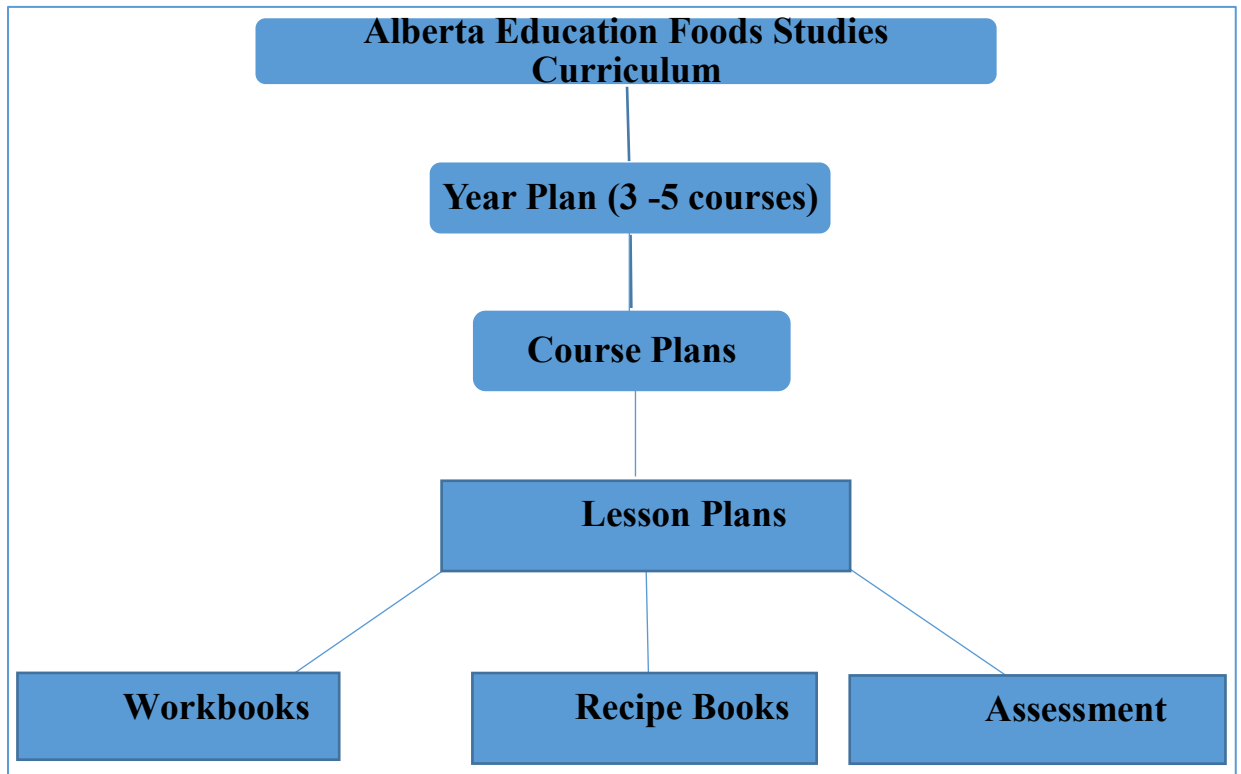 Alberta Education Foods Studies
Curriculum
Year Plan (3 -5 courses)
Course Plans
Lesson Plans
Workbooks
Recipe Books
Assessment